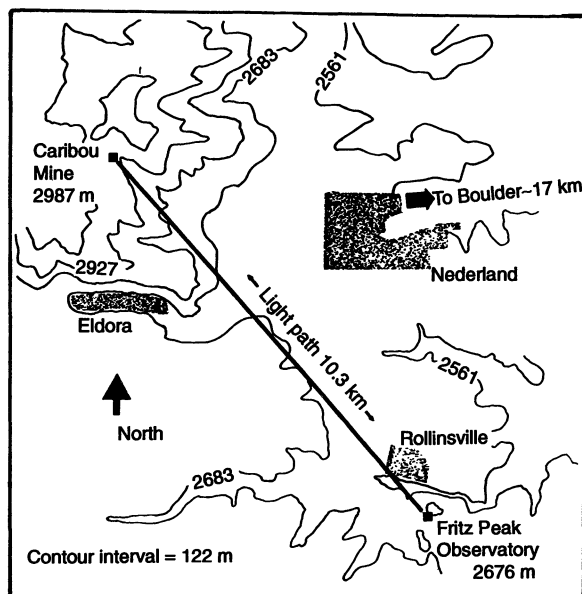 2683
2561
Caribou
Mine
2987 m
To Boulder~17 km
Nederland
2927
Eldora
Light path 10.3 km
2561
North
Rollinsville
2683
Fritz Peak
Observatory
2676 m
Contour interval = 122 m